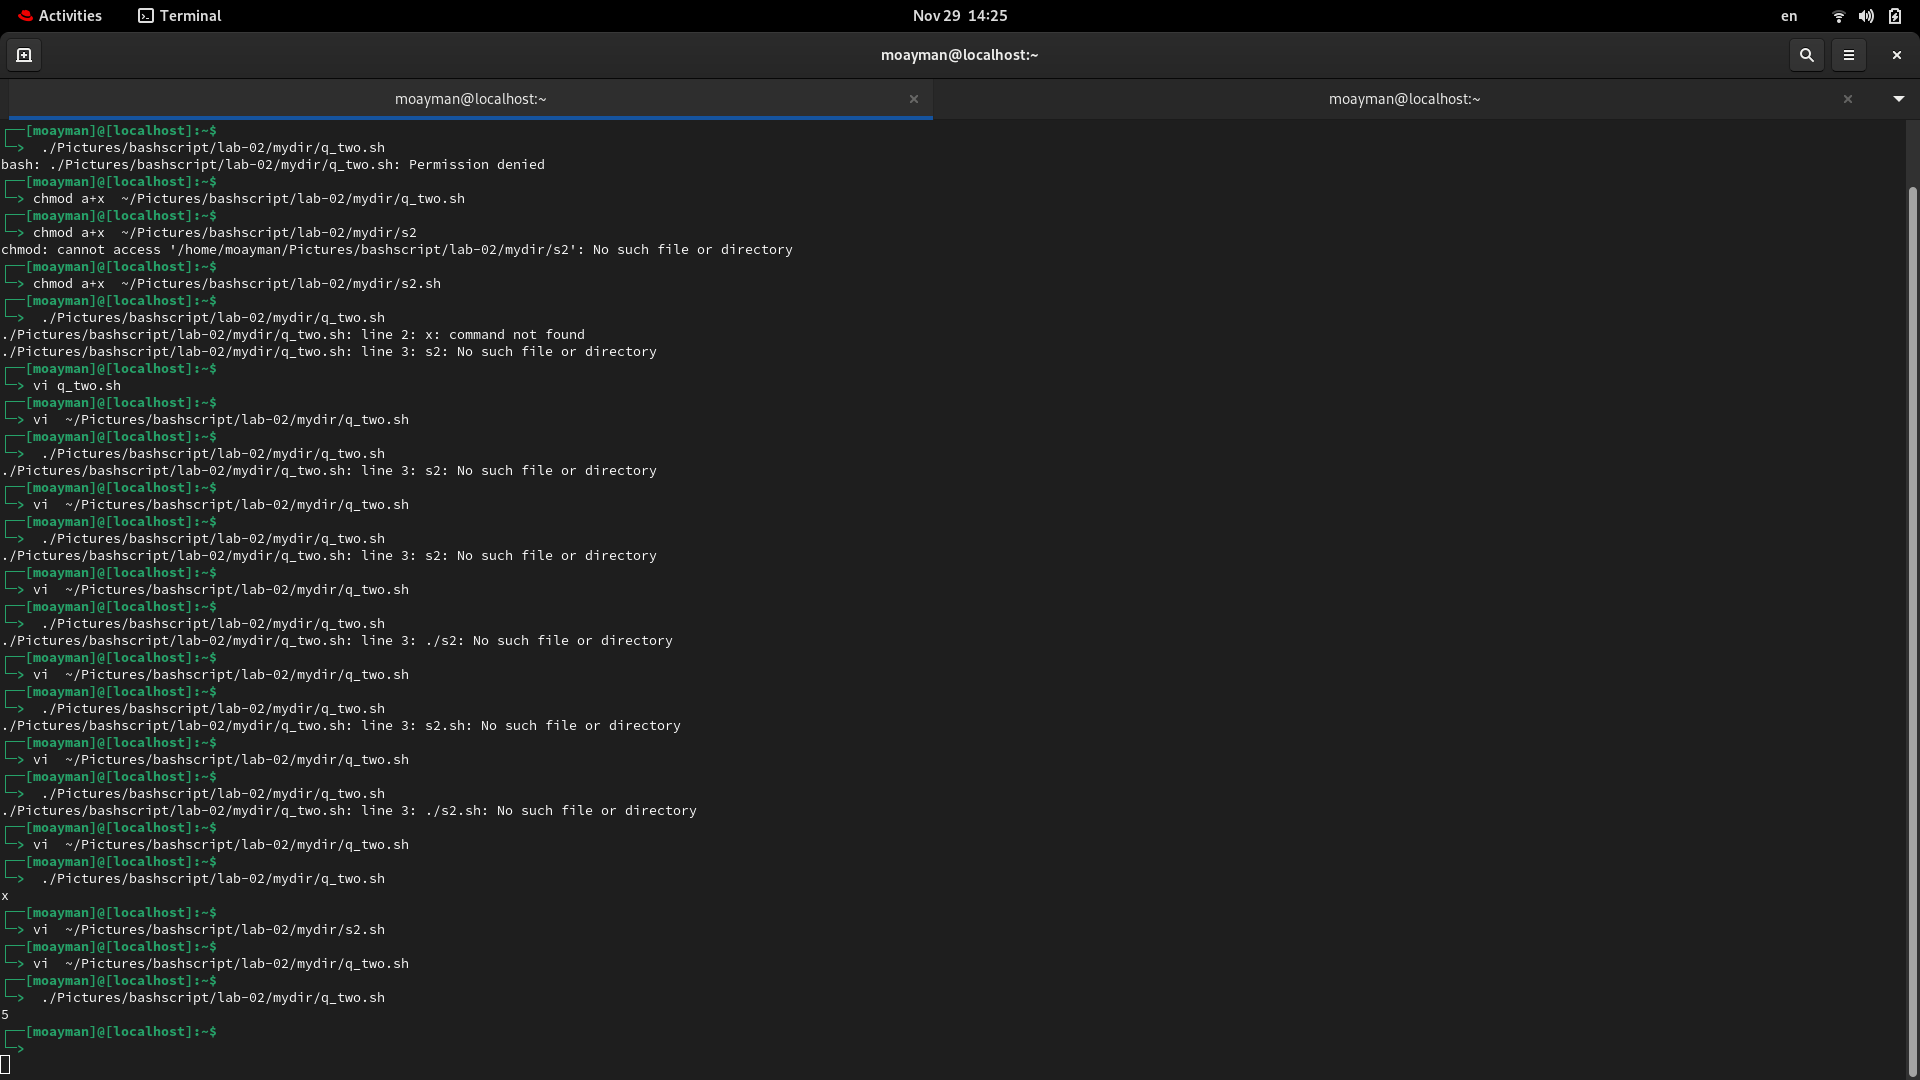 Activities Terminal Nov 29 14:25 en
moayman@localhost:~
moayman@localhost:~ moayman@localhost:~
┌──[moayman]@[localhost]:~$
└─> ./Pictures/bashscript/lab-02/mydir/q_two.sh
bash: ./Pictures/bashscript/lab-02/mydir/q_two.sh: Permission denied
┌──[moayman]@[localhost]:~$
└─> chmod a+x  ~/Pictures/bashscript/lab-02/mydir/q_two.sh
┌──[moayman]@[localhost]:~$
└─> chmod a+x  ~/Pictures/bashscript/lab-02/mydir/s2
chmod: cannot access '/home/moayman/Pictures/bashscript/lab-02/mydir/s2': No such file or directory
┌──[moayman]@[localhost]:~$
└─> chmod a+x  ~/Pictures/bashscript/lab-02/mydir/s2.sh
┌──[moayman]@[localhost]:~$
└─>  ./Pictures/bashscript/lab-02/mydir/q_two.sh
./Pictures/bashscript/lab-02/mydir/q_two.sh: line 2: x: command not found
./Pictures/bashscript/lab-02/mydir/q_two.sh: line 3: s2: No such file or directory
┌──[moayman]@[localhost]:~$
└─> vi q_two.sh
┌──[moayman]@[localhost]:~$
└─> vi  ~/Pictures/bashscript/lab-02/mydir/q_two.sh
┌──[moayman]@[localhost]:~$
└─>  ./Pictures/bashscript/lab-02/mydir/q_two.sh
./Pictures/bashscript/lab-02/mydir/q_two.sh: line 3: s2: No such file or directory
┌──[moayman]@[localhost]:~$
└─> vi  ~/Pictures/bashscript/lab-02/mydir/q_two.sh
┌──[moayman]@[localhost]:~$
└─>  ./Pictures/bashscript/lab-02/mydir/q_two.sh
./Pictures/bashscript/lab-02/mydir/q_two.sh: line 3: s2: No such file or directory
┌──[moayman]@[localhost]:~$
└─> vi  ~/Pictures/bashscript/lab-02/mydir/q_two.sh
┌──[moayman]@[localhost]:~$
└─>  ./Pictures/bashscript/lab-02/mydir/q_two.sh
./Pictures/bashscript/lab-02/mydir/q_two.sh: line 3: ./s2: No such file or directory
┌──[moayman]@[localhost]:~$
└─> vi  ~/Pictures/bashscript/lab-02/mydir/q_two.sh
┌──[moayman]@[localhost]:~$
└─>  ./Pictures/bashscript/lab-02/mydir/q_two.sh
./Pictures/bashscript/lab-02/mydir/q_two.sh: line 3: s2.sh: No such file or directory
┌──[moayman]@[localhost]:~$
└─> vi  ~/Pictures/bashscript/lab-02/mydir/q_two.sh
┌──[moayman]@[localhost]:~$
└─>  ./Pictures/bashscript/lab-02/mydir/q_two.sh
./Pictures/bashscript/lab-02/mydir/q_two.sh: line 3: ./s2.sh: No such file or directory
┌──[moayman]@[localhost]:~$
└─> vi  ~/Pictures/bashscript/lab-02/mydir/q_two.sh
┌──[moayman]@[localhost]:~$
└─>  ./Pictures/bashscript/lab-02/mydir/q_two.sh
x
┌──[moayman]@[localhost]:~$
└─> vi  ~/Pictures/bashscript/lab-02/mydir/s2.sh
┌──[moayman]@[localhost]:~$
└─> vi  ~/Pictures/bashscript/lab-02/mydir/q_two.sh
┌──[moayman]@[localhost]:~$
└─>  ./Pictures/bashscript/lab-02/mydir/q_two.sh
5
┌──[moayman]@[localhost]:~$
└─>